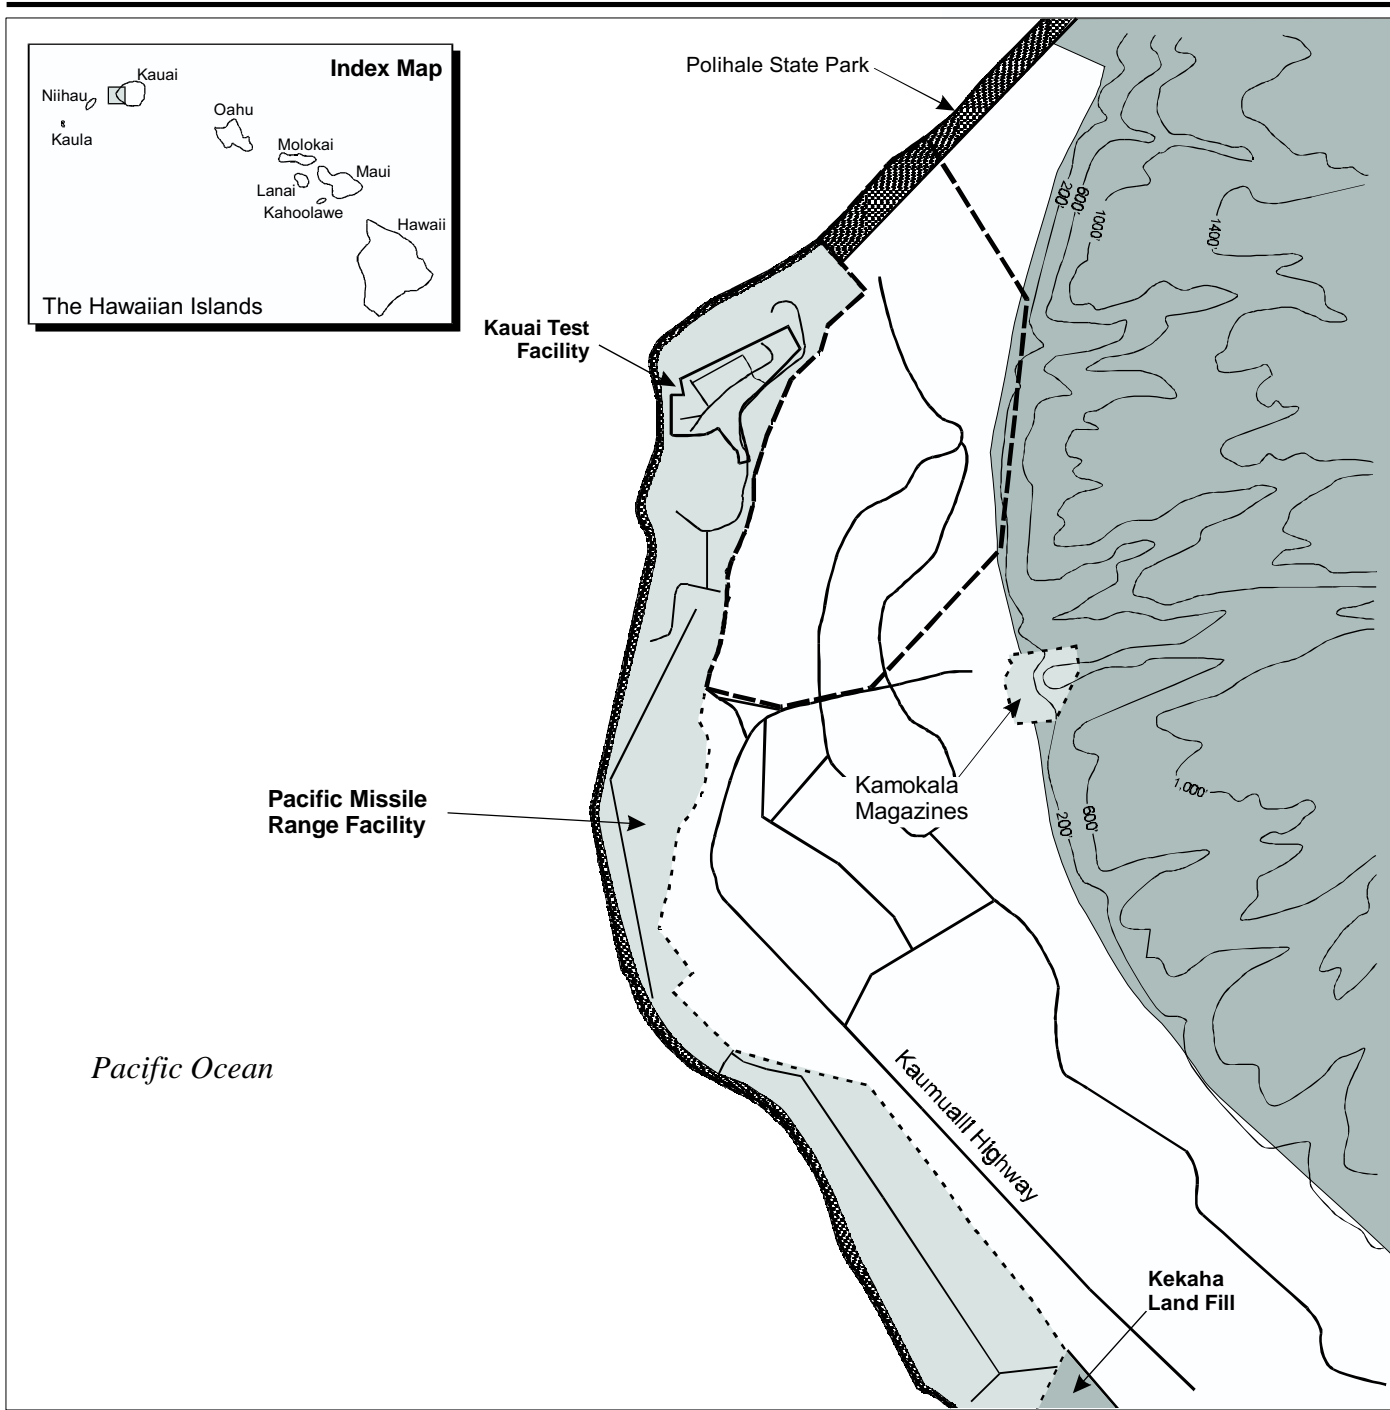 Index Map
Kauai
Niihau
Kaula
Oahu
Molokai
Maui
Lanai
Kahoolawe
Hawaii
The Hawaiian Islands
Polihale State Park
Kauai Test
Facility
200'
600'
1000'
1400'
Pacific Missile
Range Facility
Kamokala
Magazines
1,000'
200'
600'
Pacific Ocean
Kaumualii Highway
Kekaha
Land Fill